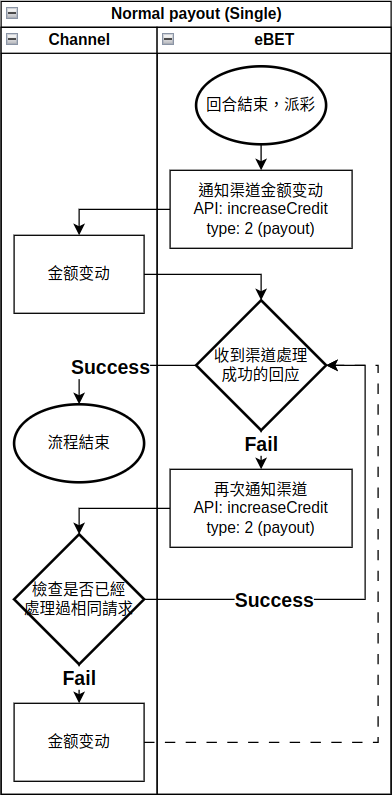 Normal payout (Single)
Channel
eBET
回合結束，派彩
通知渠道金额变动
API: increaseCredit
type: 2 (payout)
金额变动
收到渠道處理
成功的回应
Success
流程結束
Fail
再次通知渠道
API: increaseCredit
type: 2 (payout)
檢查是否已經
處理過相同請求
Success
Fail
金额变动